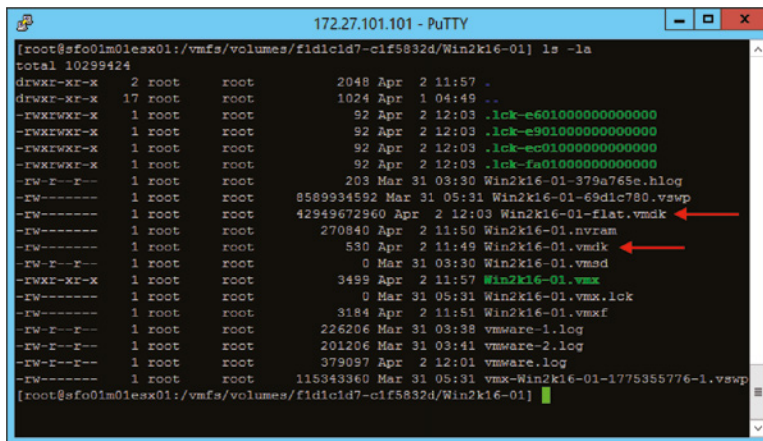 172.27.101.101 - PuTTY
[root@sfo01m01esx01:/vmfs/volumes/f1d1c1d7-c1f5832d/Win2k16-01] ls -la
total 10299424
drwxr-xr-x 2 root root 2048 Apr 2 11:57 .
drwxr-xr-x 17 root root 1024 Apr 1 04:49 ..
-rwxrwxr-x 1 root root 92 Apr 2 12:03 .lck-e601000000000000
-rwxrwxr-x 1 root root 92 Apr 2 12:03 .lck-e901000000000000
-rwxrwxr-x 1 root root 92 Apr 2 12:03 .lck-ec01000000000000
-rwxrwxr-x 1 root root 92 Apr 2 12:03 .lck-fa01000000000000
-rw-r--r-- 1 root root 203 Mar 31 03:30 Win2k16-01-379a765e.hlog
-rw------- 1 root root 8589934592 Mar 31 05:31 Win2k16-01-69d1c780.vswp
-rw------- 1 root root 42949672960 Apr 2 12:03 Win2k16-01-flat.vmdk
-rw------- 1 root root 270840 Apr 2 11:50 Win2k16-01.nvram
-rw------- 1 root root 530 Apr 2 11:49 Win2k16-01.vmdk
-rw-r--r-- 1 root root 0 Mar 31 03:30 Win2k16-01.vmsd
-rwxr-xr-x 1 root root 3499 Apr 2 11:57 Win2k16-01.vmx
-rw------- 1 root root 0 Mar 31 05:31 Win2k16-01.vmx.lck
-rw------- 1 root root 3184 Apr 2 11:51 Win2k16-01.vmxf
-rw-r--r-- 1 root root 226206 Mar 31 03:38 vmware-1.log
-rw-r--r-- 1 root root 201206 Mar 31 03:41 vmware-2.log
-rw-r--r-- 1 root root 379097 Apr 2 12:01 vmware.log
-rw------- 1 root root 115343360 Mar 31 05:31 vmx-Win2k16-01-1775355776-1.vswp
[root@sfo01m01esx01:/vmfs/volumes/f1d1c1d7-c1f5832d/Win2k16-01]